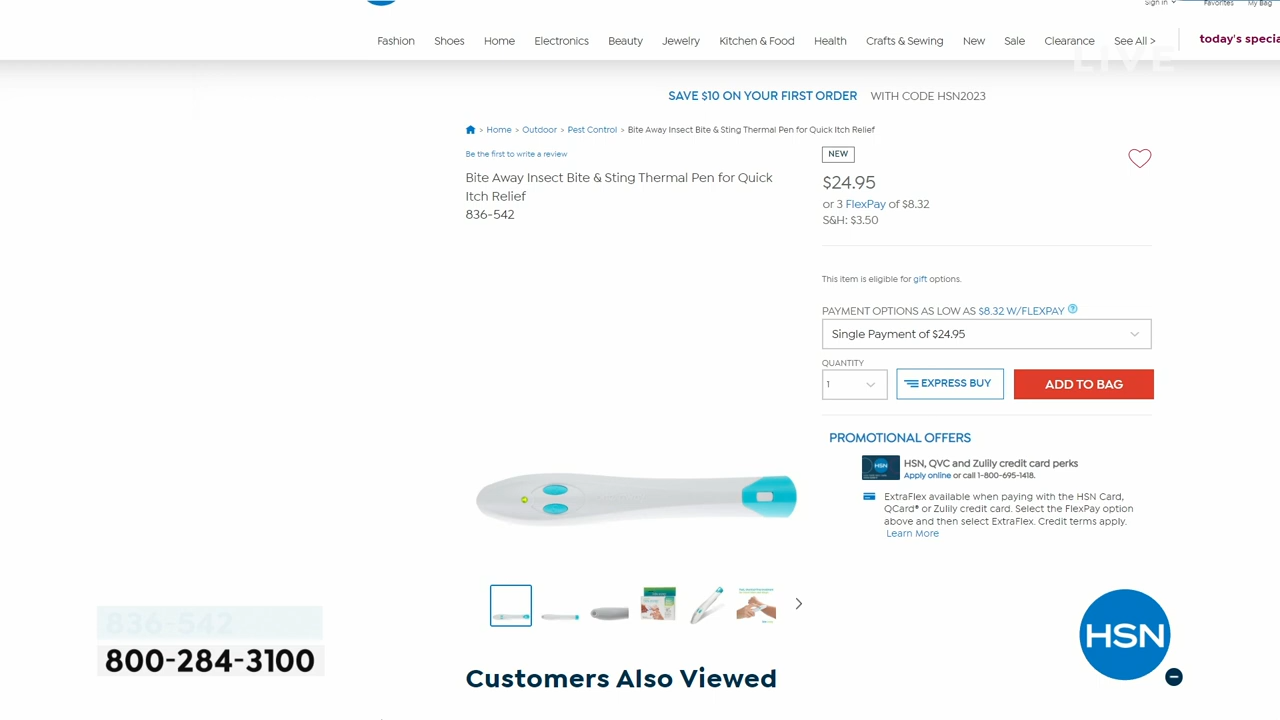 Sign in
Favorites
My Bag
Fashion
Shoes
Home
Electronics
Beauty
Jewelry
Kitchen & Food
Health
Crafts & Sewing
New
Sale
Clearance
See All >
today's specia
LIVE
SAVE $10 ON YOUR FIRST ORDER WITH CODE HSN2023
> Home > Outdoor > Pest Control > Bite Away Insect Bite & Sting Thermal Pen for Quick Itch Relief
Be the first to write a review
Bite Away Insect Bite & Sting Thermal Pen for Quick
Itch Relief
836-542
NEW
$24.95
or 3 FlexPay of $8.32
S&H: $3.50
This item is eligible for gift options.
PAYMENT OPTIONS AS LOW AS $8.32 W/FLEXPAY ?
Single Payment of $24.95
QUANTITY
1
EXPRESS BUY
ADD TO BAG
PROMOTIONAL OFFERS
HSN
HSN, QVC and Zulily credit card perks
Apply online or call 1-800-695-1418.
ExtraFlex available when paying with the HSN Card,
QCard® or Zulily credit card. Select the FlexPay option
above and then select ExtraFlex. Credit terms apply.
Learn More
836-542
800-284-3100
HSN
Customers Also Viewed